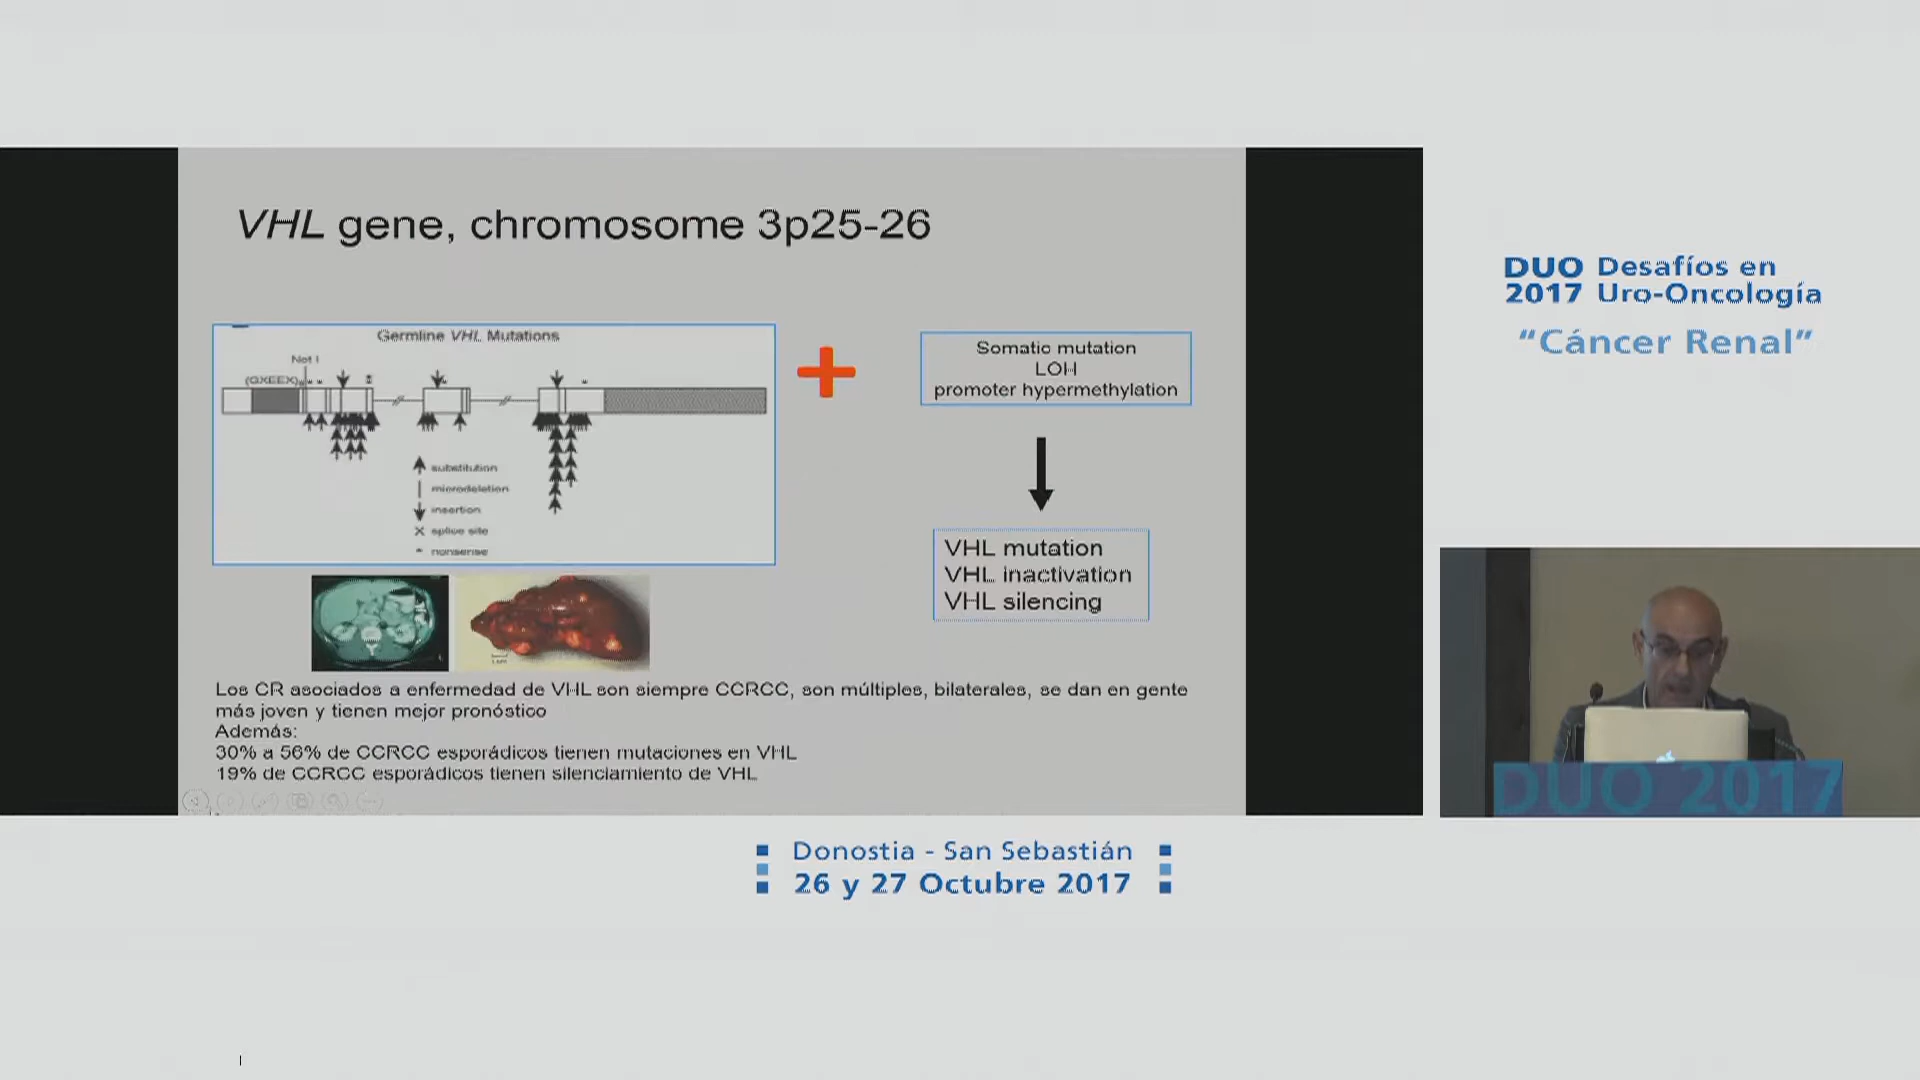 VHL gene, chromosome 3p25-26
Germline VHL Mutations
Not I
(GXEEX)
substitution
microdeletion
insertion
splice site
nonsense
Somatic mutation
LOH
promoter hypermethylation
VHL mutation
VHL inactivation
VHL silencing
Los CR asociados a enfermedad de VHL son siempre CCRCC, son múltiples, bilaterales, se dan en gente
más joven y tienen mejor pronóstico
Además:
30% a 56% de CCRCC esporádicos tienen mutaciones en VHL
19% de CCRCC esporádicos tienen silenciamiento de VHL
DUO Desafíos en
2017 Uro-Oncología
“Cáncer Renal”
DUO 2017
Donostia - San Sebastián
26 y 27 Octubre 2017